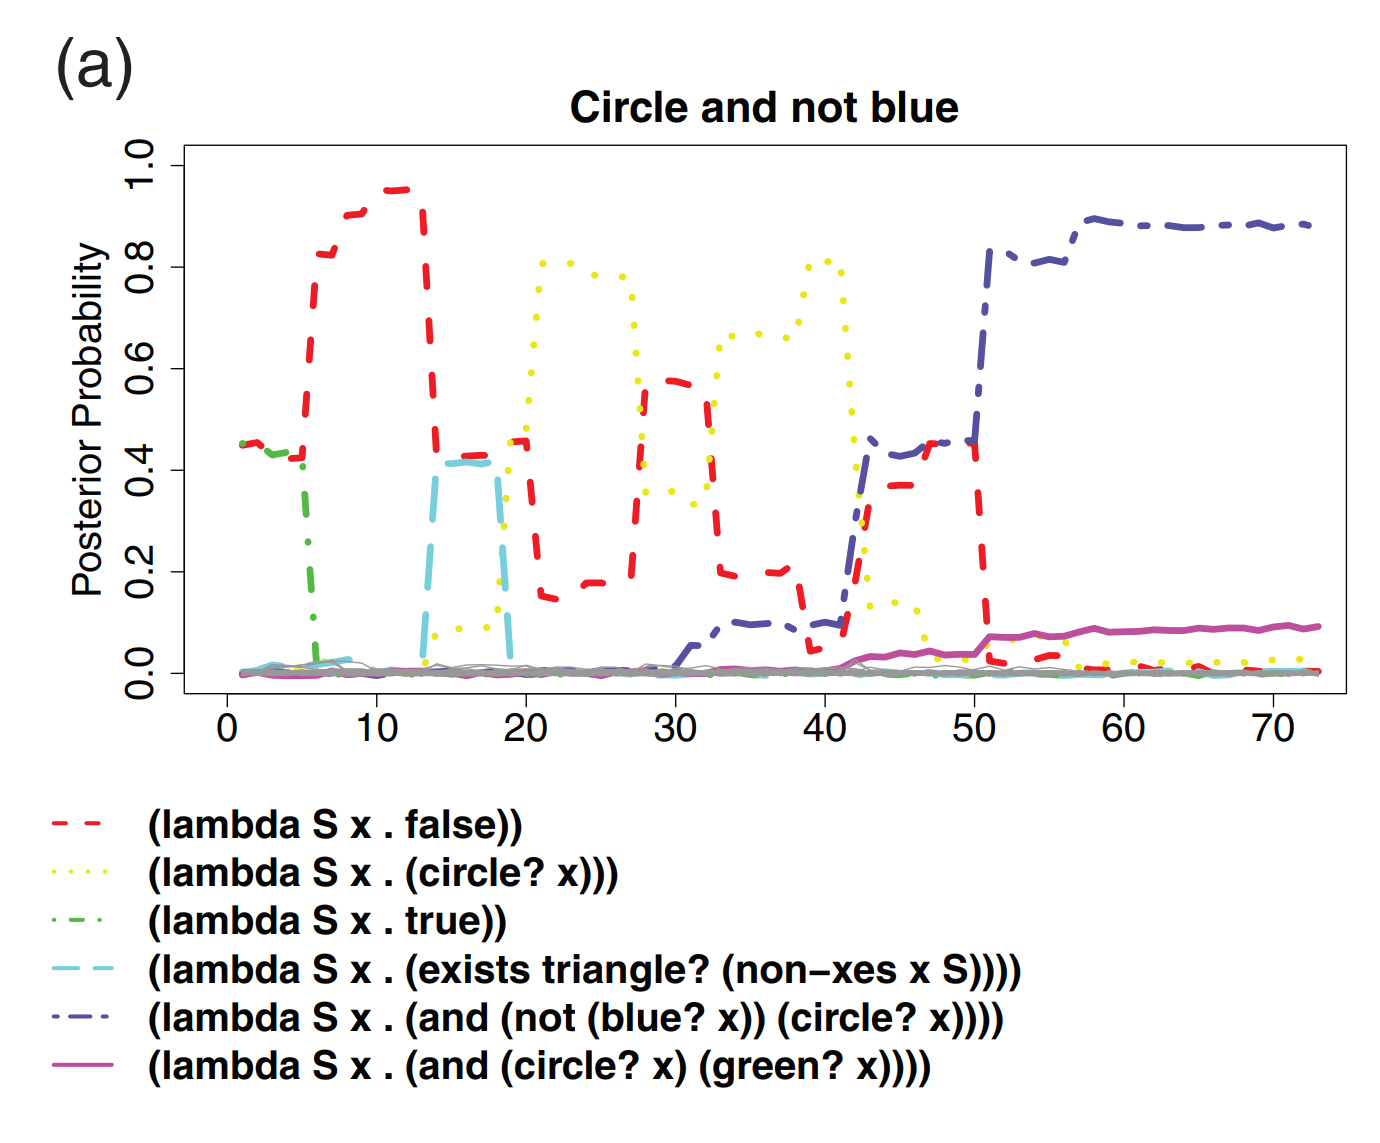 (a)
Circle and not blue
Posterior Probability
1.0
0.8
0.6
0.4
0.2
0.0
0 10 20 30 40 50 60 70
(lambda S x . false))
(lambda S x . (circle? x)))
(lambda S x . true))
(lambda S x . (exists triangle? (non−xes x S))))
(lambda S x . (and (not (blue? x)) (circle? x))))
(lambda S x . (and (circle? x) (green? x))))